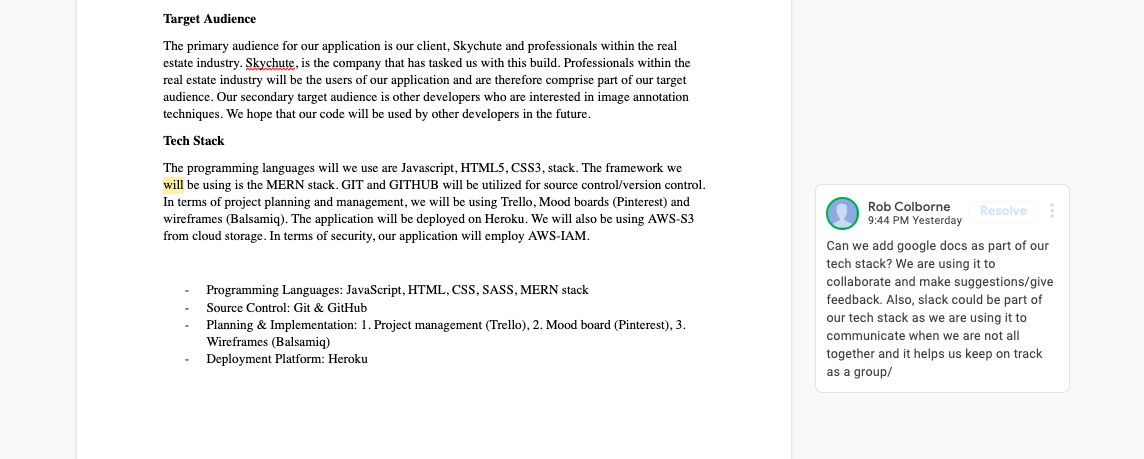 Target Audience
The primary audience for our application is our client, Skychute and professionals within the real
estate industry. Skychute, is the company that has tasked us with this build. Professionals within the
real estate industry will be the users of our application and are therefore comprise part of our target
audience. Our secondary target audience is other developers who are interested in image annotation
techniques. We hope that our code will be used by other developers in the future.
Tech Stack
The programming languages will we use are Javascript, HTML5, CSS3, stack. The framework we
will be using is the MERN stack. GIT and GITHUB will be utilized for source control/version control.
In terms of project planning and management, we will be using Trello, Mood boards (Pinterest) and
wireframes (Balsamiq). The application will be deployed on Heroku. We will also be using AWS-S3
from cloud storage. In terms of security, our application will employ AWS-IAM.
- Programming Languages: JavaScript, HTML, CSS, SASS, MERN stack
- Source Control: Git & GitHub
- Planning & Implementation: 1. Project management (Trello), 2. Mood board (Pinterest), 3.
Wireframes (Balsamiq)
- Deployment Platform: Heroku
Rob Colborne
9:44 PM Yesterday
Resolve
Can we add google docs as part of our
tech stack? We are using it to
collaborate and make suggestions/give
feedback. Also, slack could be part of
our tech stack as we are using it to
communicate when we are not all
together and it helps us keep on track
as a group/